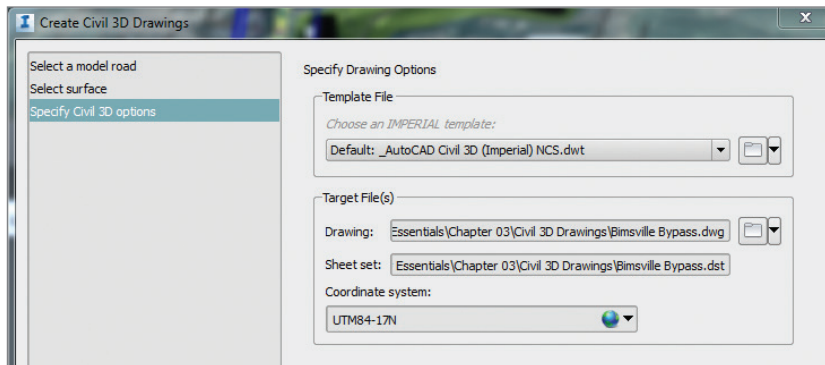 Create Civil 3D Drawings
Select a model road
Select surface
Specify Civil 3D options
Specify Drawing Options
Template File
Choose an IMPERIAL template:
Default: _AutoCAD Civil 3D (Imperial) NCS.dwt
Target File(s)
Drawing: Essentials\Chapter 03\Civil 3D Drawings\Bimsville Bypass.dwg
Sheet set: Essentials\Chapter 03\Civil 3D Drawings\Bimsville Bypass.dst
Coordinate system:
UTM84-17N